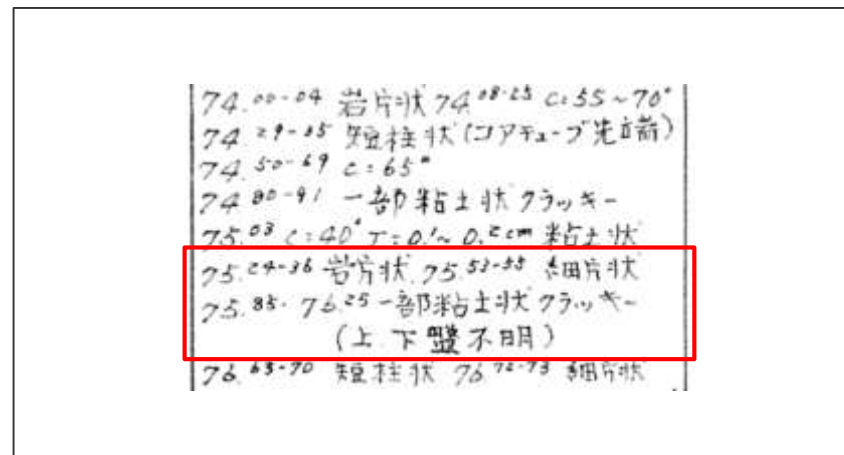 74.00-04 岩片状 74.08-25 C:55~70°
74.29-35 短柱状(コアチューブ先端)
74.50-69 C=65°
74.80-91 一部粘土状クラッキー
75.03 C:40° T=0.1~0.2cm 粘土状
75.24-36 岩片状 75.53-55 細片状
75.85-76.25 一部粘土状クラッキー
(上下盤不明)
76.63-70 短柱状 76.72-73 細片状